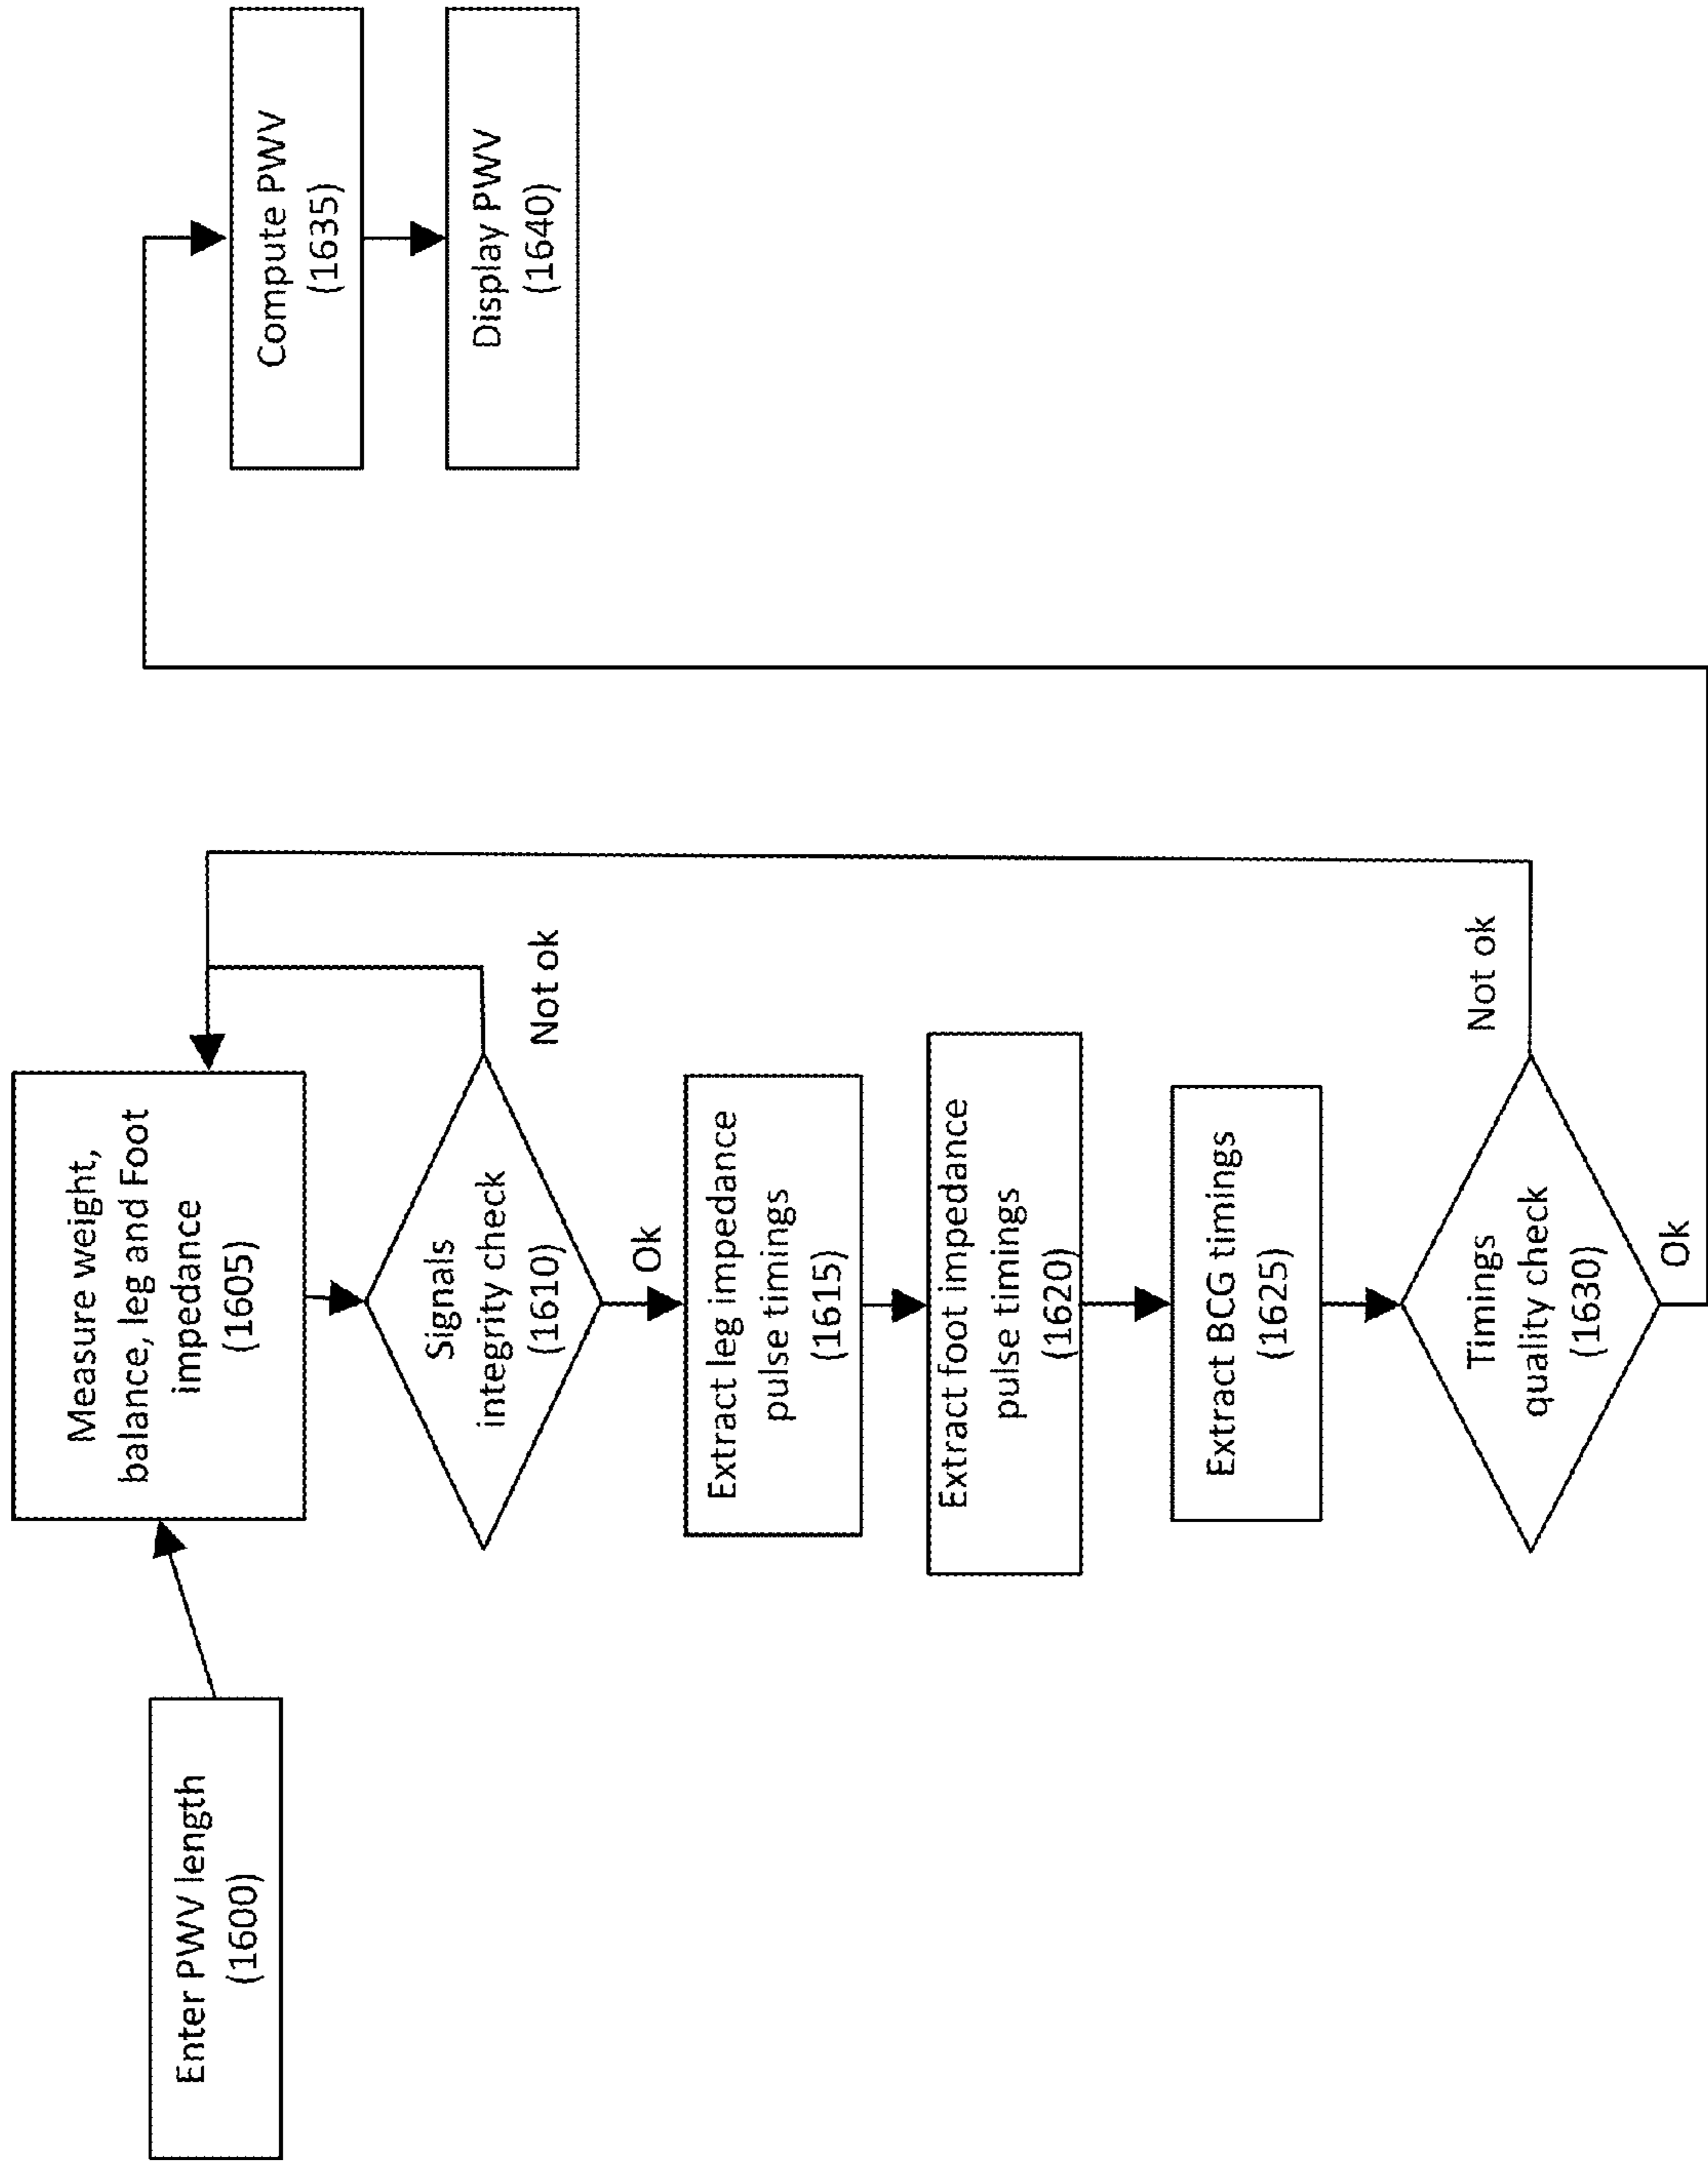 Enter PWV length
(1600)
Measure weight,
balance, leg and Foot
impedance
(1605)
Signals
integrity check
(1610)
Not ok
Ok
Extract leg impedance
pulse timings
(1615)
Extract foot impedance
pulse timings
(1620)
Extract BCG timings
(1625)
Timings
quality check
(1630)
Not ok
Ok
Compute PWV
(1635)
Display PWV
(1640)